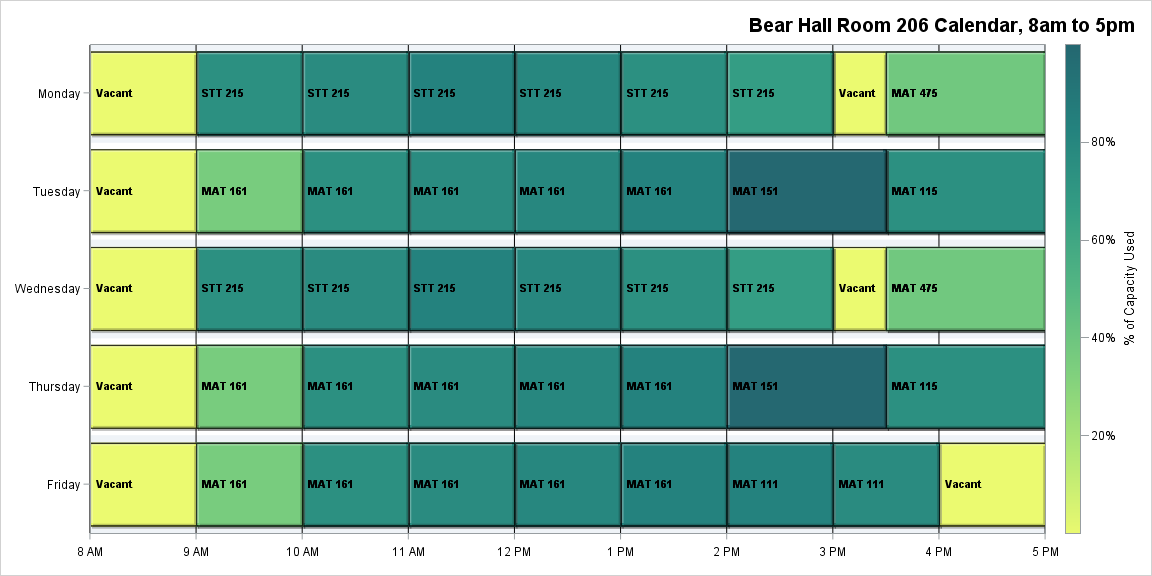 Bear Hall Room 206 Calendar, 8am to 5pm
Monday
Vacant STT 215 STT 215 STT 215 STT 215 STT 215 STT 215 Vacant MAT 475
Tuesday
Vacant MAT 161 MAT 161 MAT 161 MAT 161 MAT 161 MAT 151 MAT 115
Wednesday
Vacant STT 215 STT 215 STT 215 STT 215 STT 215 STT 215 Vacant MAT 475
Thursday
Vacant MAT 161 MAT 161 MAT 161 MAT 161 MAT 161 MAT 151 MAT 115
Friday
Vacant MAT 161 MAT 161 MAT 161 MAT 161 MAT 161 MAT 111 MAT 111 Vacant
8 AM 9 AM 10 AM 11 AM 12 PM 1 PM 2 PM 3 PM 4 PM 5 PM
80%
60%
40%
20%
% of Capacity Used